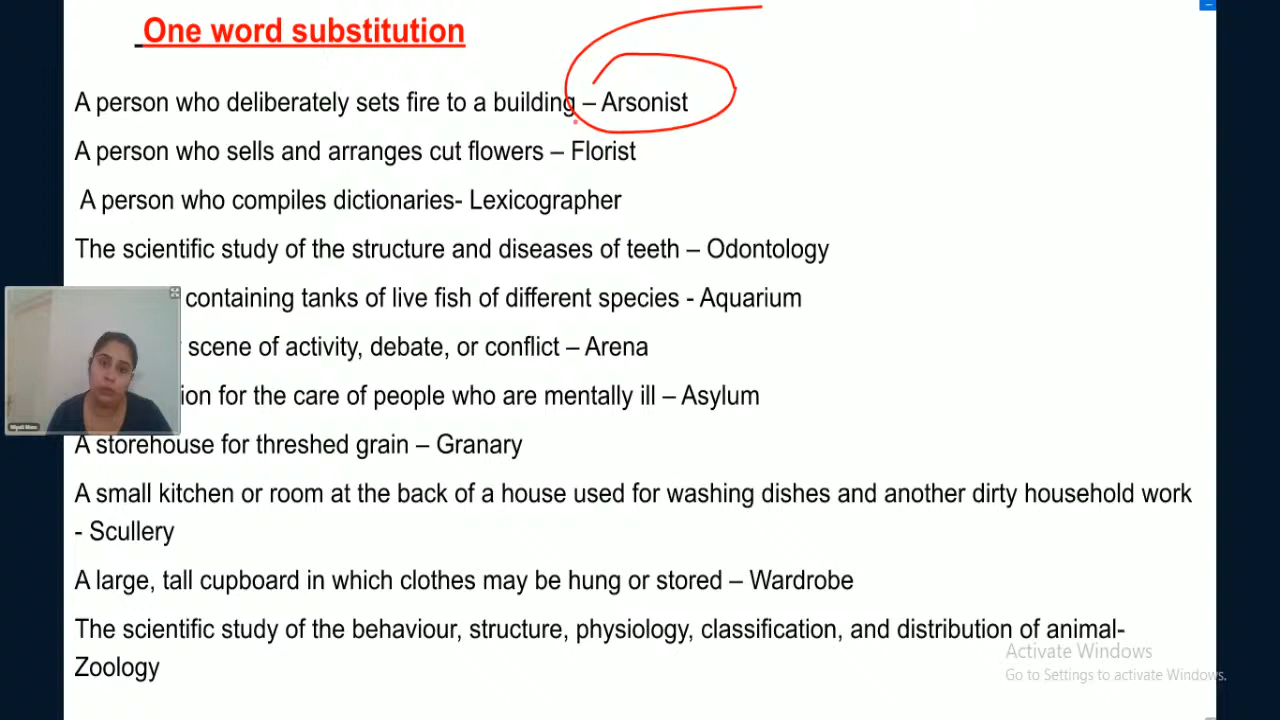 One word substitution
A person who deliberately sets fire to a building – Arsonist
A person who sells and arranges cut flowers – Florist
A person who compiles dictionaries- Lexicographer
The scientific study of the structure and diseases of teeth – Odontology
containing tanks of live fish of different species - Aquarium
scene of activity, debate, or conflict – Arena
ion for the care of people who are mentally ill – Asylum
A storehouse for threshed grain – Granary
A small kitchen or room at the back of a house used for washing dishes and another dirty household work
- Scullery
A large, tall cupboard in which clothes may be hung or stored – Wardrobe
The scientific study of the behaviour, structure, physiology, classification, and distribution of animal-
Zoology
Activate Windows
Go to Settings to activate Windows.